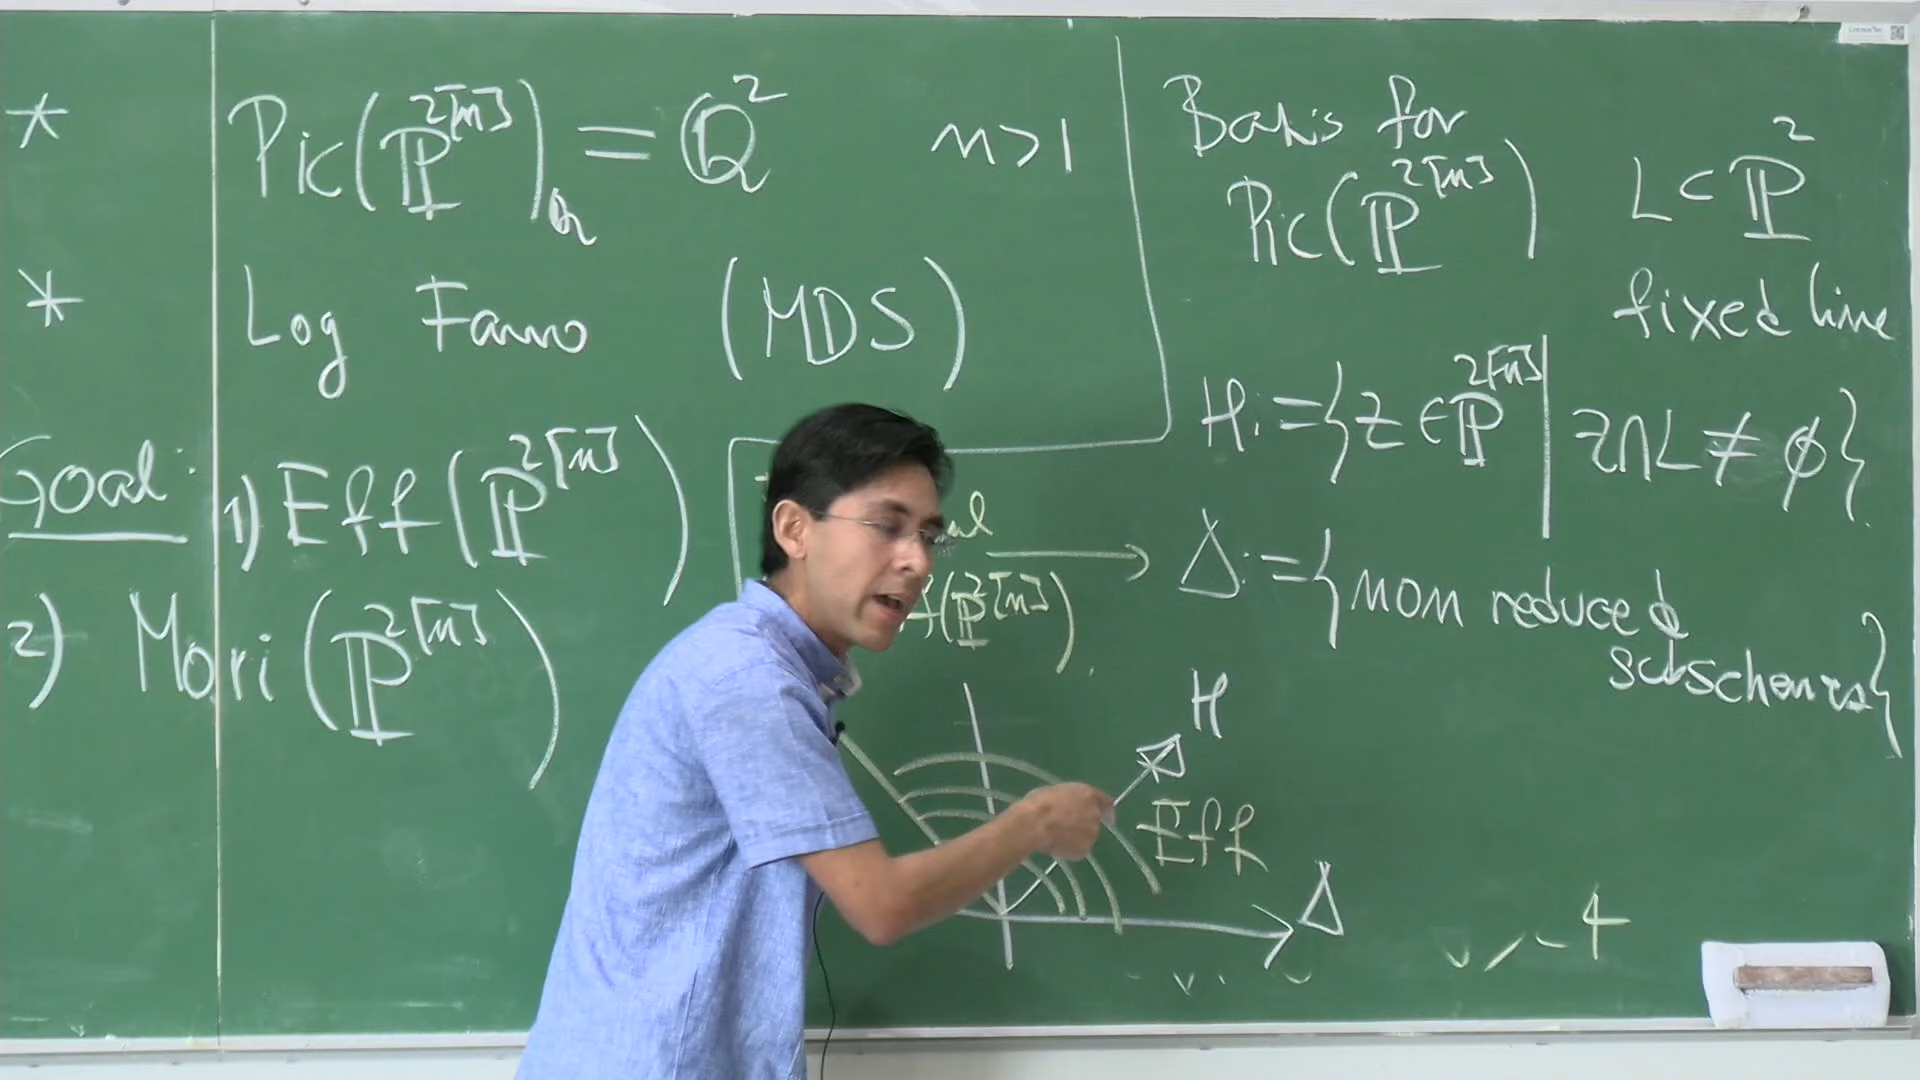 * Pic(ℙ^{2[n]})_ℚ = ℚ^2 n>1
* Log Fano (MDS)
Goal: 1) Eff(ℙ^{2[n]})
2) Mori(ℙ^{2[n]})
(ℙ^{2[n]})
Basis for
Pic(ℙ^{2[n]})
L ⊂ ℙ^2
fixed line
H := {z ∈ ℙ^{2[n]} | z∩L ≠ ∅}
Δ := {non reduced
subschemes}
H
Eff
Δ